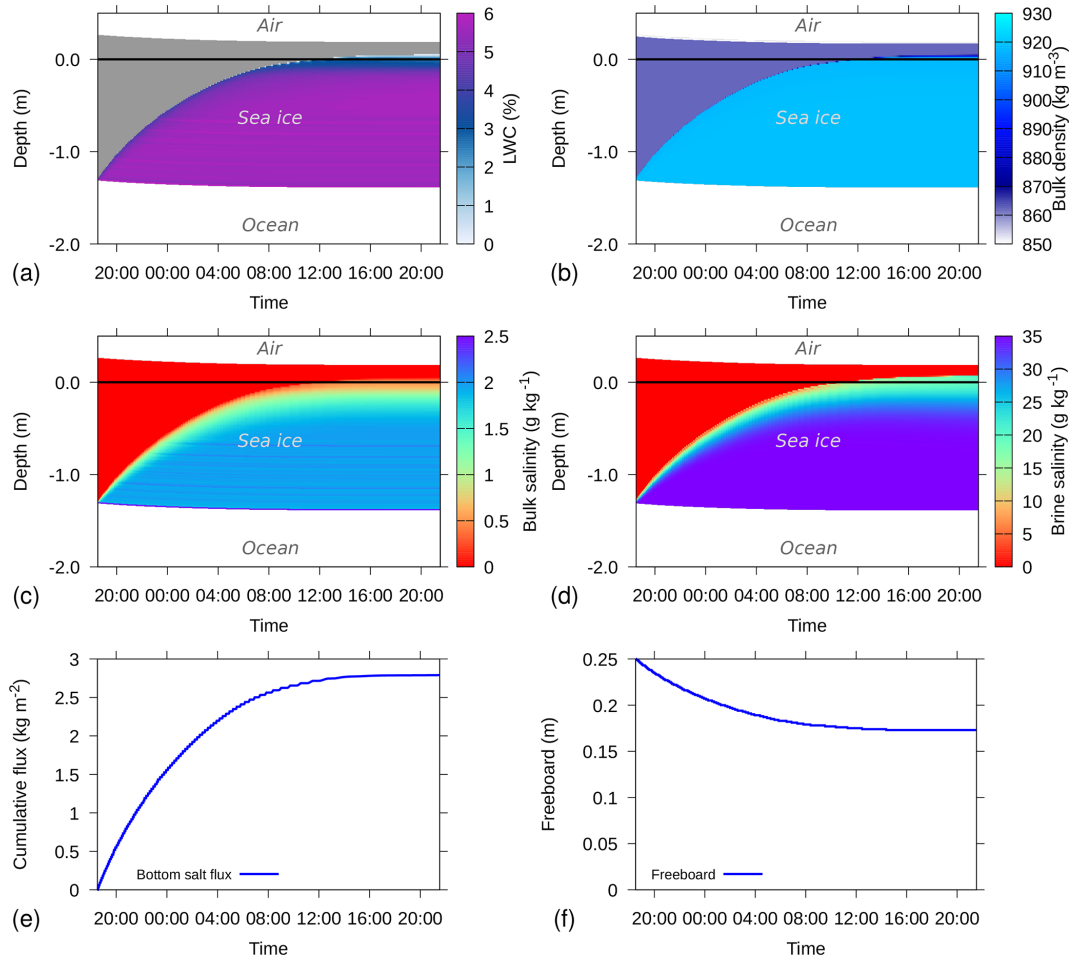 Air
Sea ice
Ocean
Depth (m)
0.0
-1.0
-2.0
20:00 00:00 04:00 08:00 12:00 16:00 20:00
Time
6
5
4
3
2
1
0
LWC (%)
(a)
Air
Sea ice
Ocean
Depth (m)
0.0
-1.0
-2.0
20:00 00:00 04:00 08:00 12:00 16:00 20:00
Time
930
920
910
900
890
880
870
860
850
Bulk density (kg m-3)
(b)
Air
Sea ice
Ocean
Depth (m)
0.0
-1.0
-2.0
20:00 00:00 04:00 08:00 12:00 16:00 20:00
Time
2.5
2
1.5
1
0.5
0
Bulk salinity (g kg-1)
(c)
Air
Sea ice
Ocean
Depth (m)
0.0
-1.0
-2.0
20:00 00:00 04:00 08:00 12:00 16:00 20:00
Time
35
30
25
20
15
10
5
0
Brine salinity (g kg-1)
(d)
Cumulative flux (kg m-2)
3
2.5
2
1.5
1
0.5
0
Bottom salt flux
20:00 00:00 04:00 08:00 12:00 16:00 20:00
Time
(e)
Freeboard (m)
0.25
0.2
0.15
0.1
0.05
0
Freeboard
20:00 00:00 04:00 08:00 12:00 16:00 20:00
Time
(f)